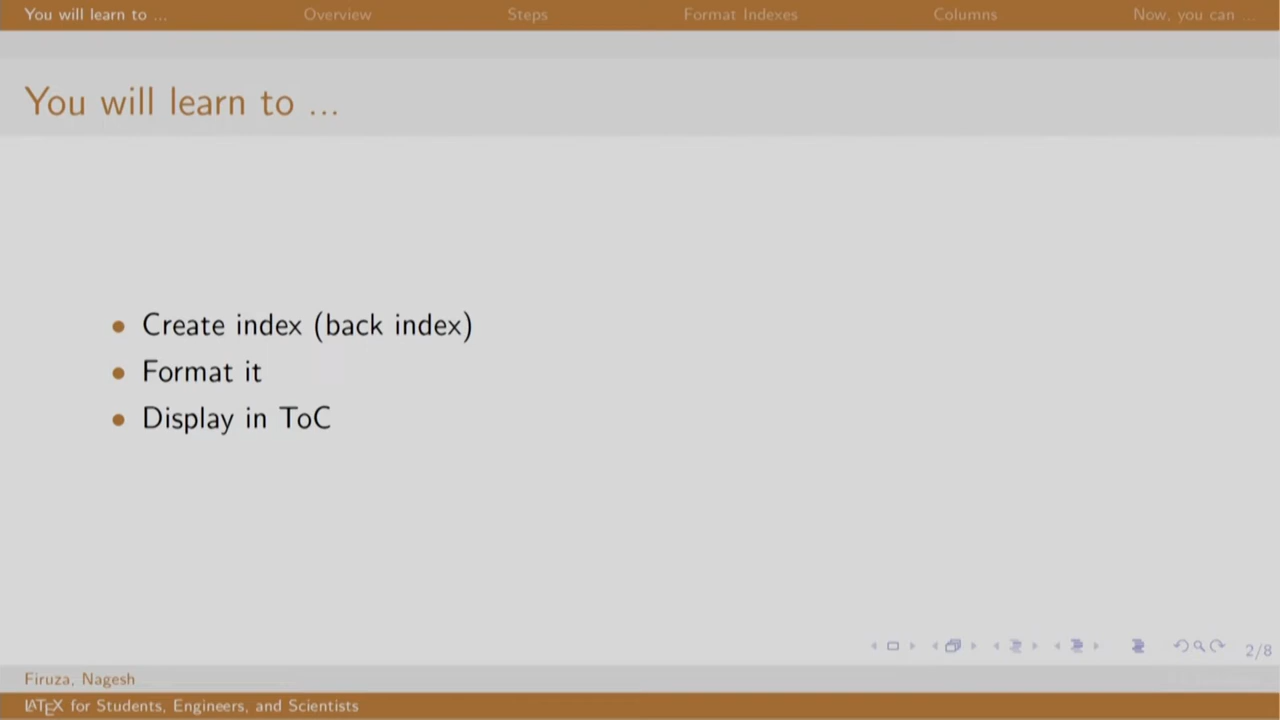 You will learn to ... Overview Steps Format Indexes Columns Now, you can ...
You will learn to ...
• Create index (back index)
• Format it
• Display in ToC
2/8
Firuza, Nagesh
LATEX for Students, Engineers, and Scientists